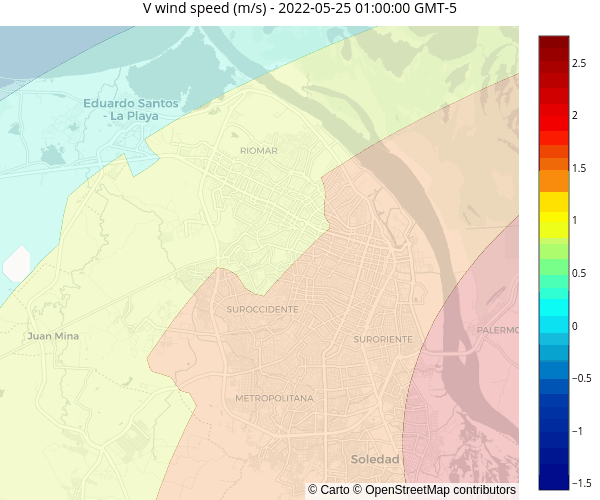 V wind speed (m/s) - 2022-05-25 01:00:00 GMT-5
Eduardo Santos
- La Playa
RIOMAR
SUROCCIDENTE
Juan Mina
SURORIENTE
PALERMO
METROPOLITANA
Soledad
© Carto © OpenStreetMap contributors
2.5
2
1.5
1
0.5
0
−0.5
−1
−1.5